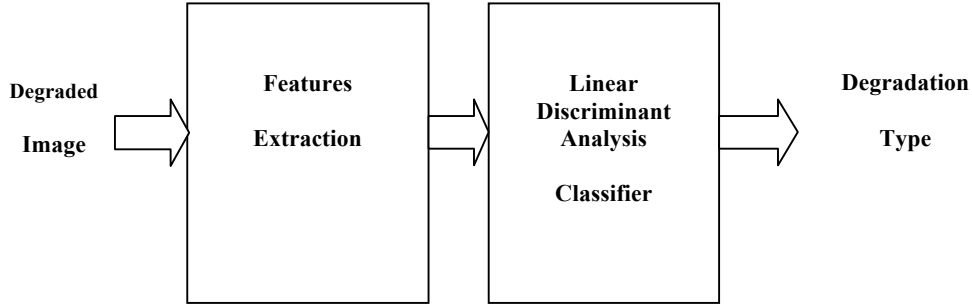 Degraded
Image
Features
Extraction
Linear
Discriminant
Analysis
Classifier
Degradation
Type